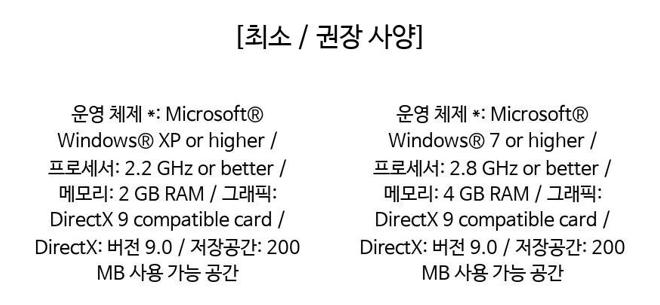 [최소 / 권장 사양]
운영 체제 *: Microsoft®
Windows® XP or higher /
프로세서: 2.2 GHz or better /
메모리: 2 GB RAM / 그래픽:
DirectX 9 compatible card /
DirectX: 버전 9.0 / 저장공간: 200
MB 사용 가능 공간
운영 체제 *: Microsoft®
Windows® 7 or higher /
프로세서: 2.8 GHz or better /
메모리: 4 GB RAM / 그래픽:
DirectX 9 compatible card /
DirectX: 버전 9.0 / 저장공간: 200
MB 사용 가능 공간